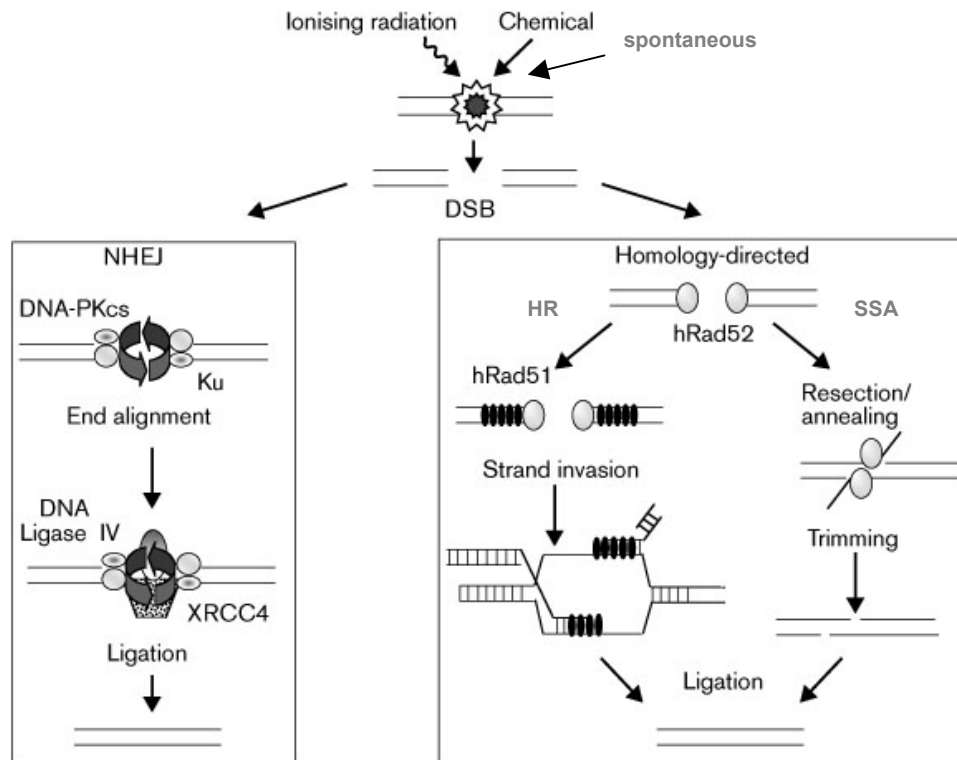 Ionising radiation
Chemical
spontaneous
DSB
NHEJ
DNA-PKcs
Ku
End alignment
DNA
Ligase IV
XRCC4
Ligation
Homology-directed
HR
SSA
hRad52
hRad51
Strand invasion
Resection/
annealing
Trimming
Ligation